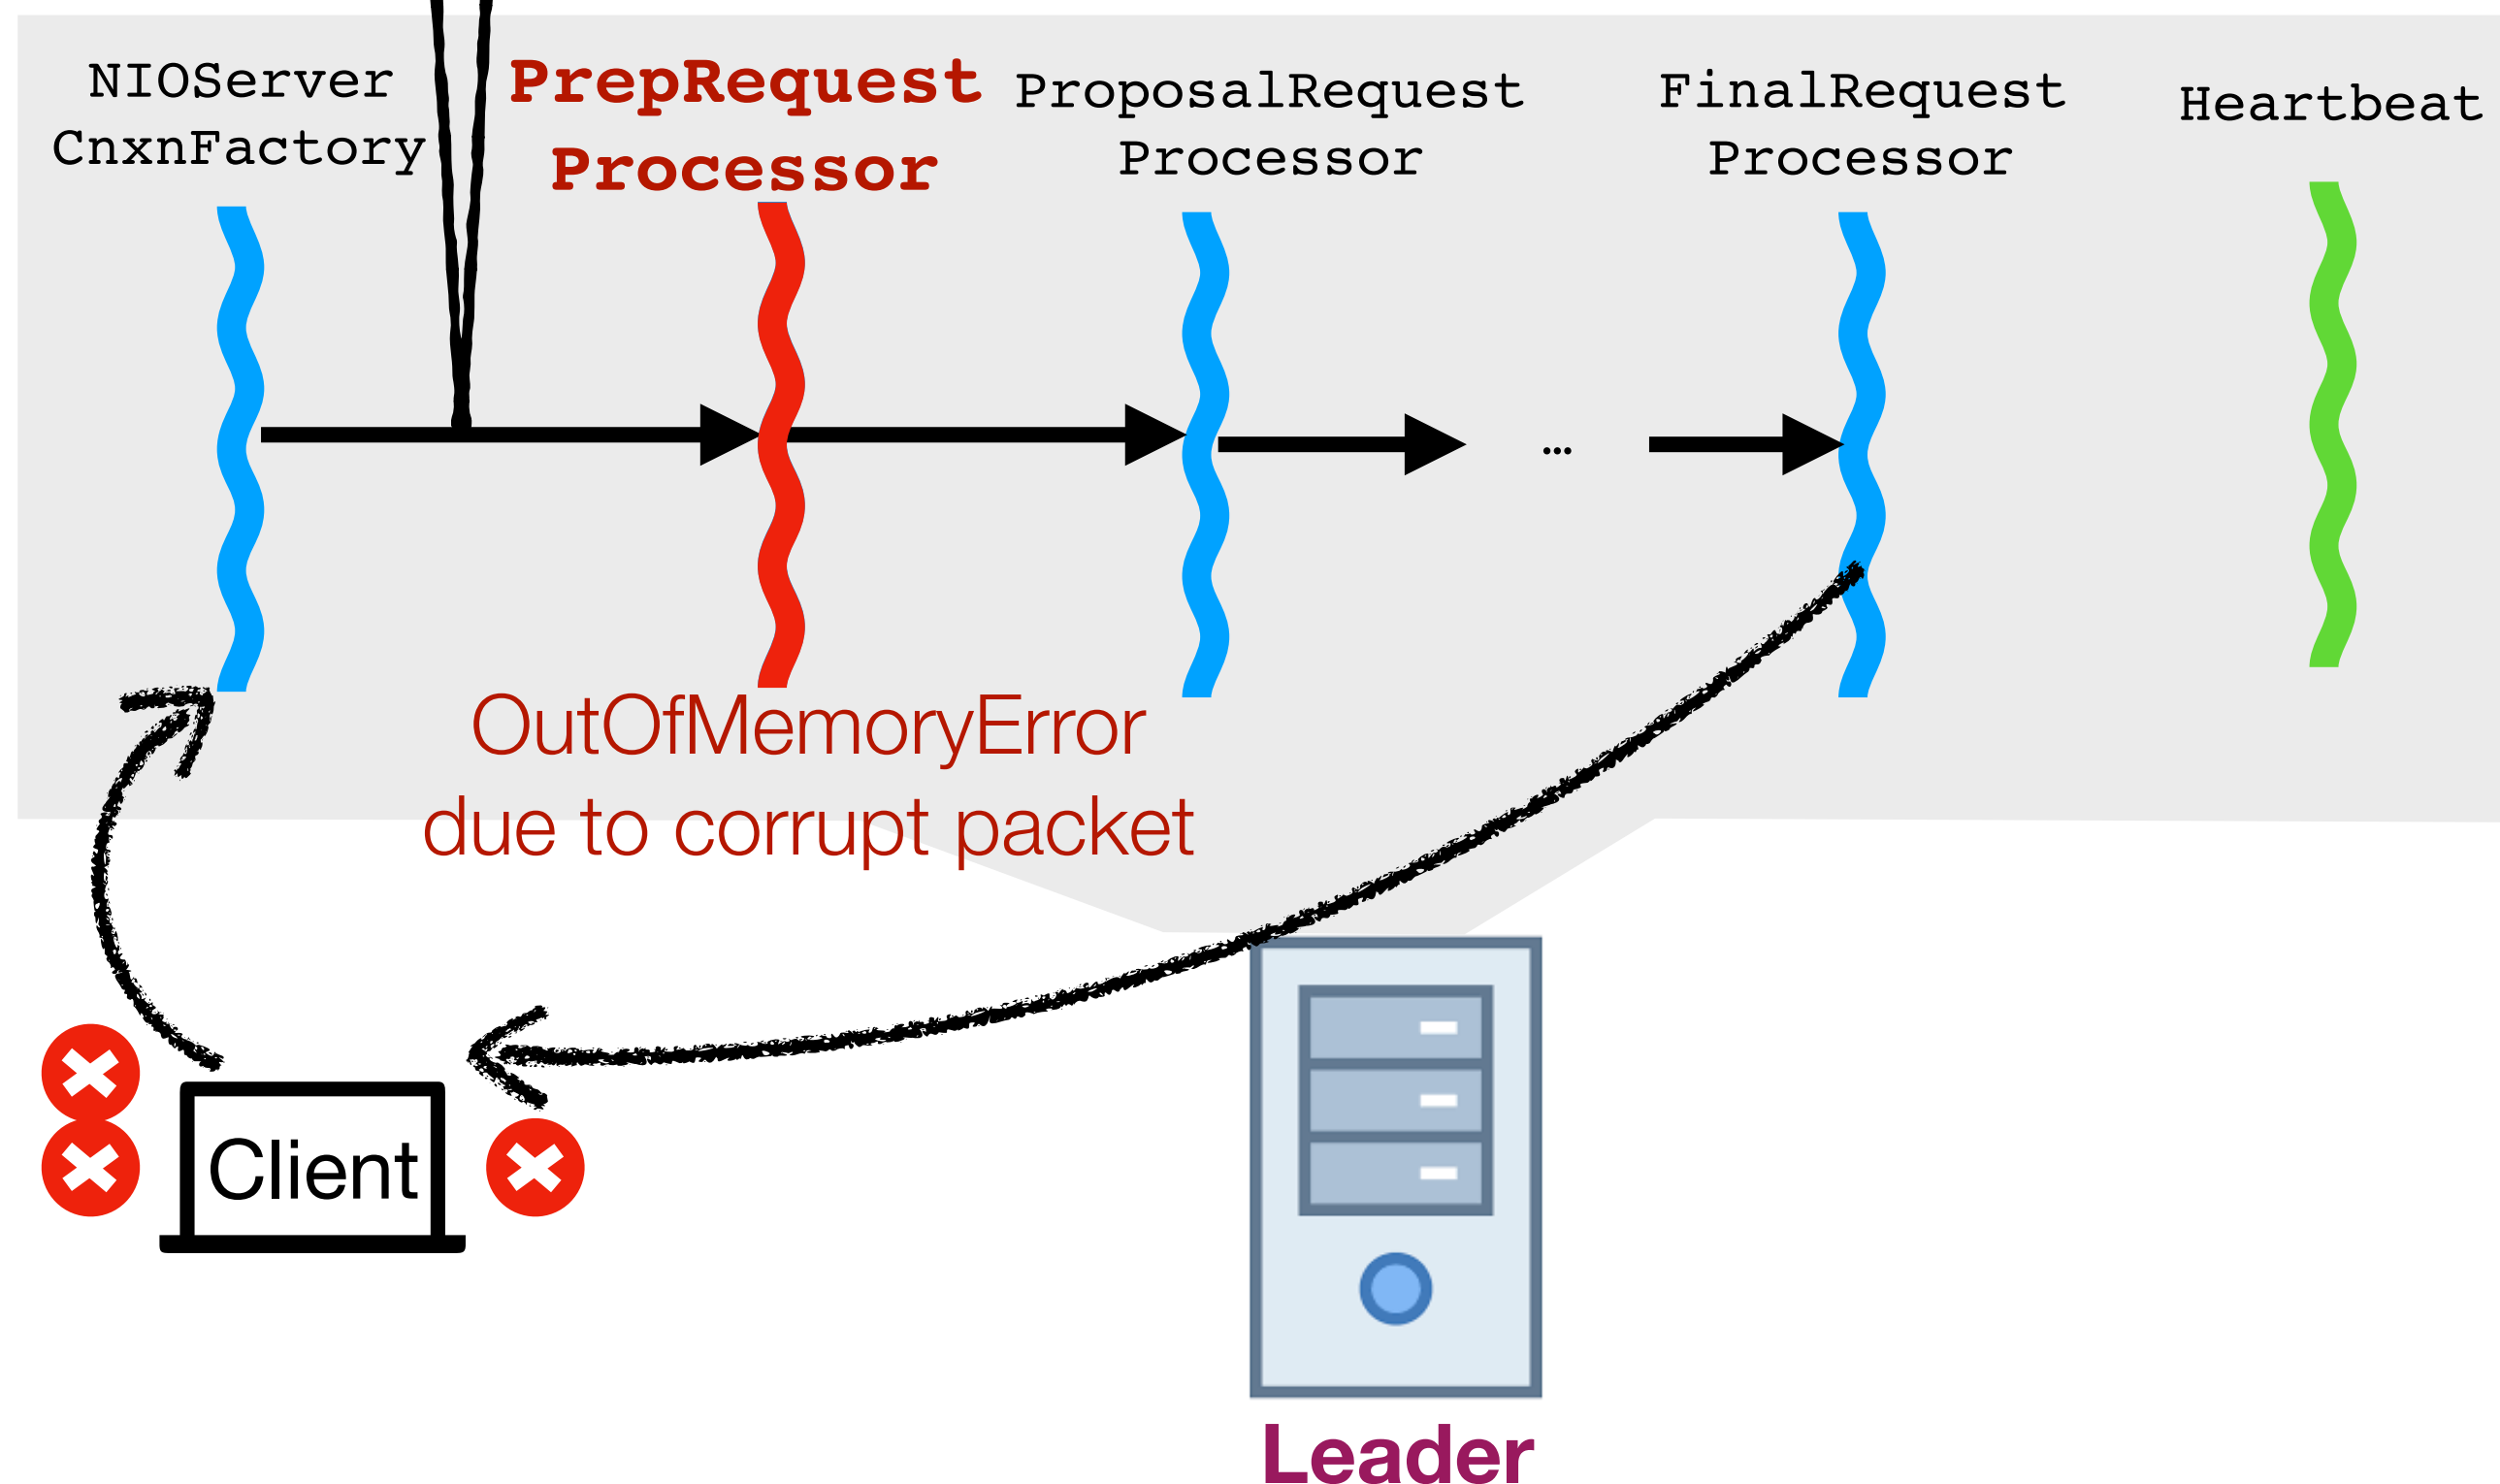 NIOServer
CnxnFactory
PrepRequest
Processor
ProposalRequest
Processor
FinalRequest
Processor
Heartbeat
...
OutOfMemoryError
due to corrupt packet
Client
Leader